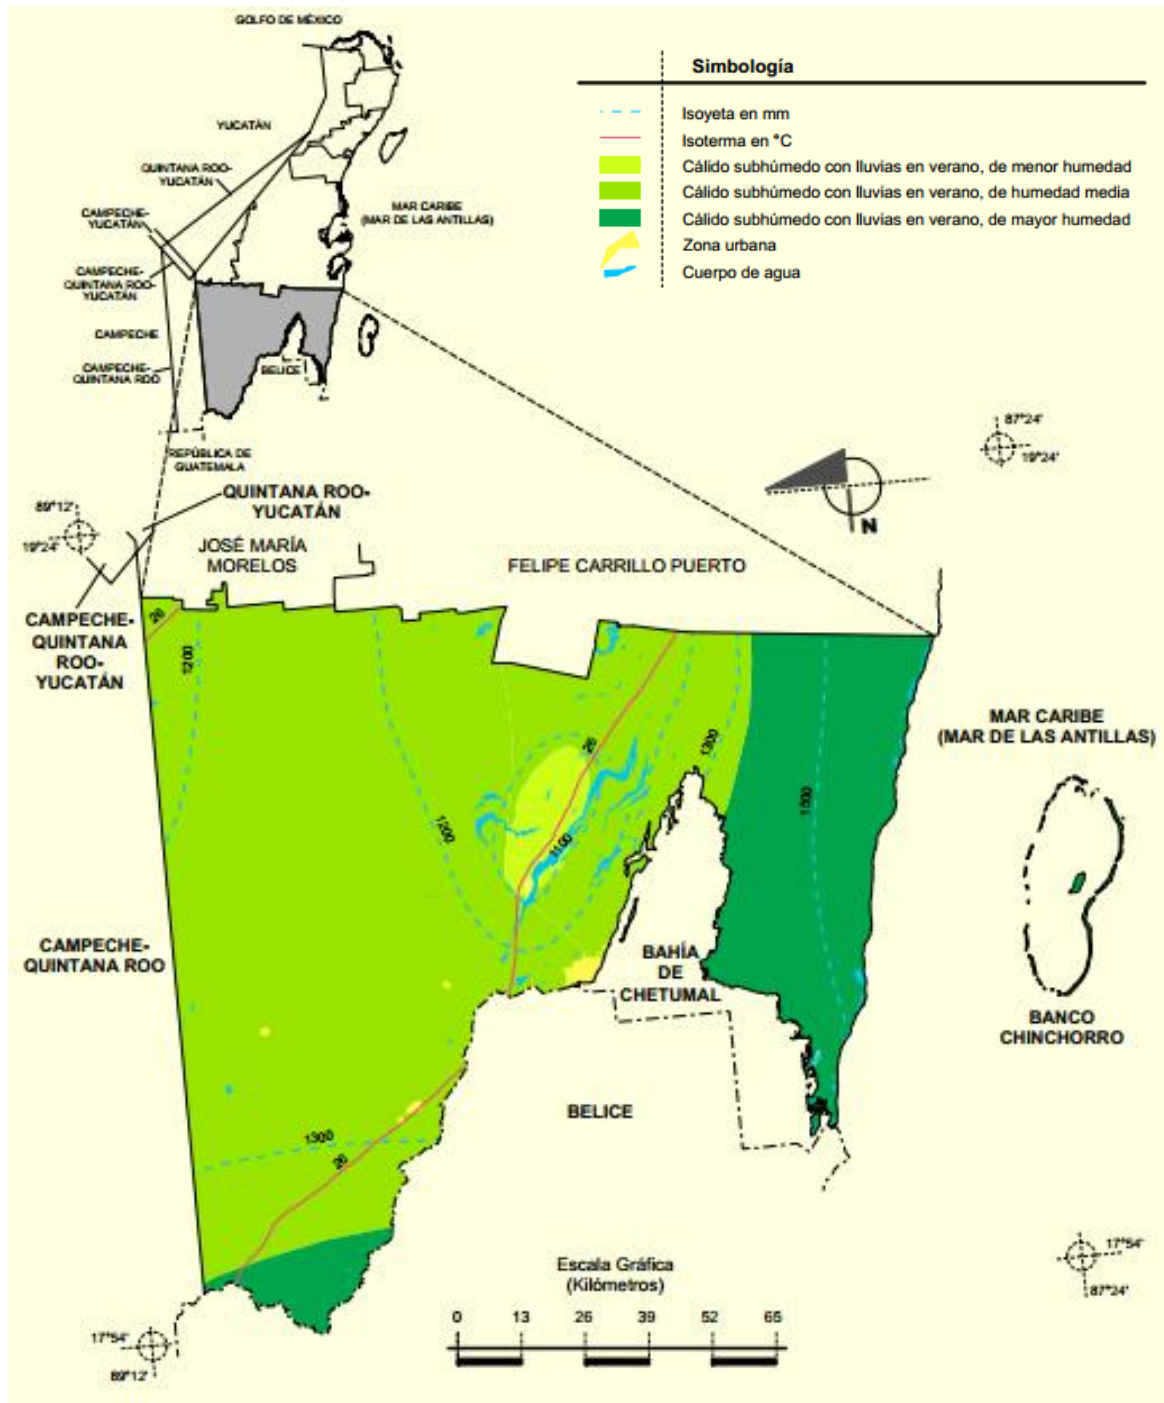 GOLFO DE MÉXICO
YUCATÁN
QUINTANA ROO-
YUCATÁN
CAMPECHE-
YUCATÁN
MAR CARIBE
(MAR DE LAS ANTILLAS)
CAMPECHE-
QUINTANA ROO-
YUCATÁN
CAMPECHE
CAMPECHE-
QUINTANA ROO
BELICE
REPÚBLICA DE
GUATEMALA
Simbología
Isoyeta en mm
Isoterma en °C
Cálido subhúmedo con lluvias en verano, de menor humedad
Cálido subhúmedo con lluvias en verano, de humedad media
Cálido subhúmedo con lluvias en verano, de mayor humedad
Zona urbana
Cuerpo de agua
87°24'
19°24'
N
89°12'
19°24'
QUINTANA ROO-
YUCATÁN
JOSÉ MARÍA
MORELOS
FELIPE CARRILLO PUERTO
CAMPECHE-
QUINTANA
ROO-
YUCATÁN
26
1200
26
1300
1200
1100
1500
MAR CARIBE
(MAR DE LAS ANTILLAS)
CAMPECHE-
QUINTANA ROO
BAHÍA
DE
CHETUMAL
BANCO
CHINCHORRO
BELICE
1300
26
17°54'
87°24'
Escala Gráfica
(Kilómetros)
0 13 26 39 52 65
17°54'
89°12'